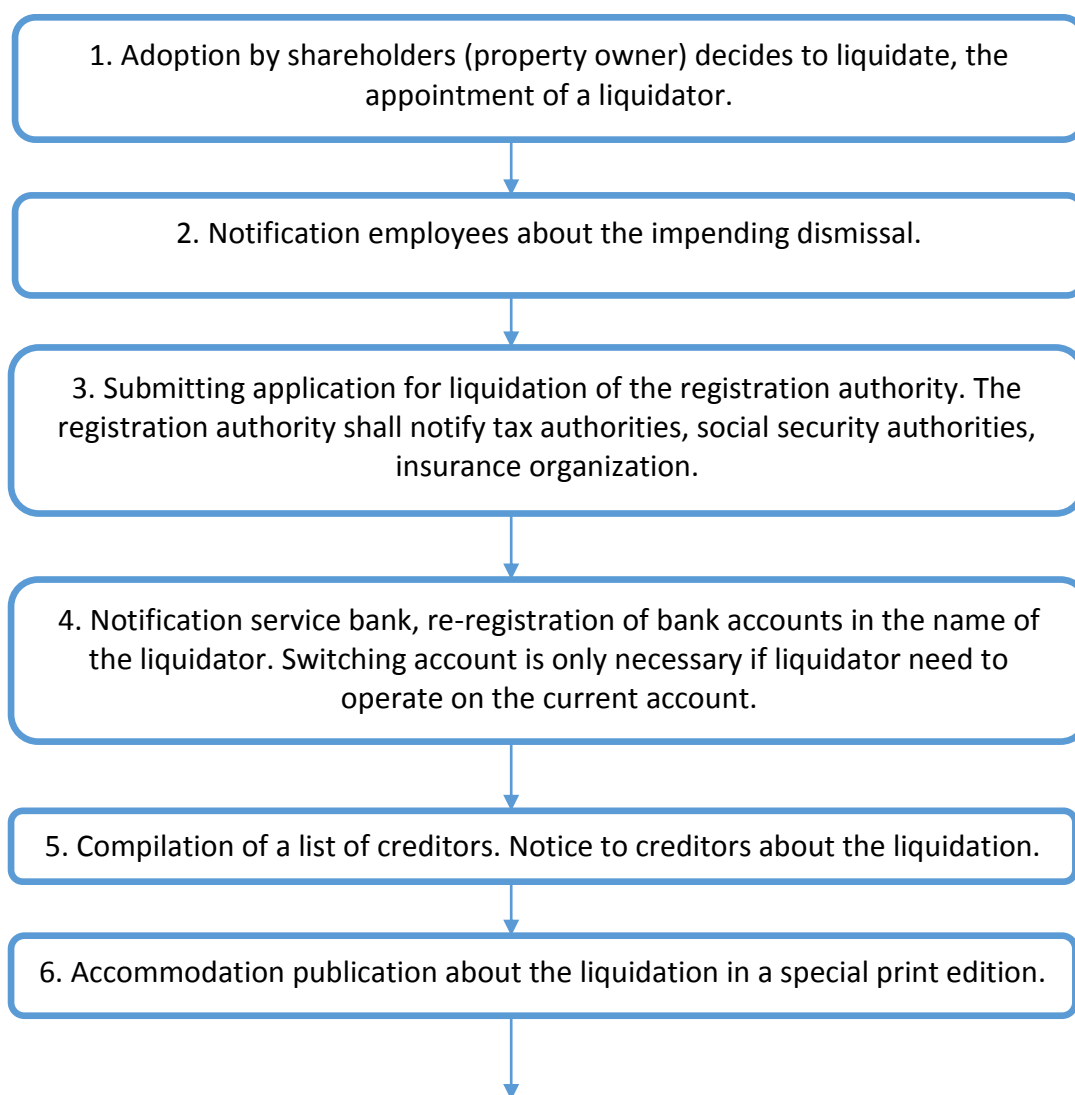 1. Adoption by shareholders (property owner) decides to liquidate, the
appointment of a liquidator.
2. Notification employees about the impending dismissal.
3. Submitting application for liquidation of the registration authority. The
registration authority shall notify tax authorities, social security authorities,
insurance organization.
4. Notification service bank, re-registration of bank accounts in the name of
the liquidator. Switching account is only necessary if liquidator need to
operate on the current account.
5. Compilation of a list of creditors. Notice to creditors about the liquidation.
6. Accommodation publication about the liquidation in a special print edition.